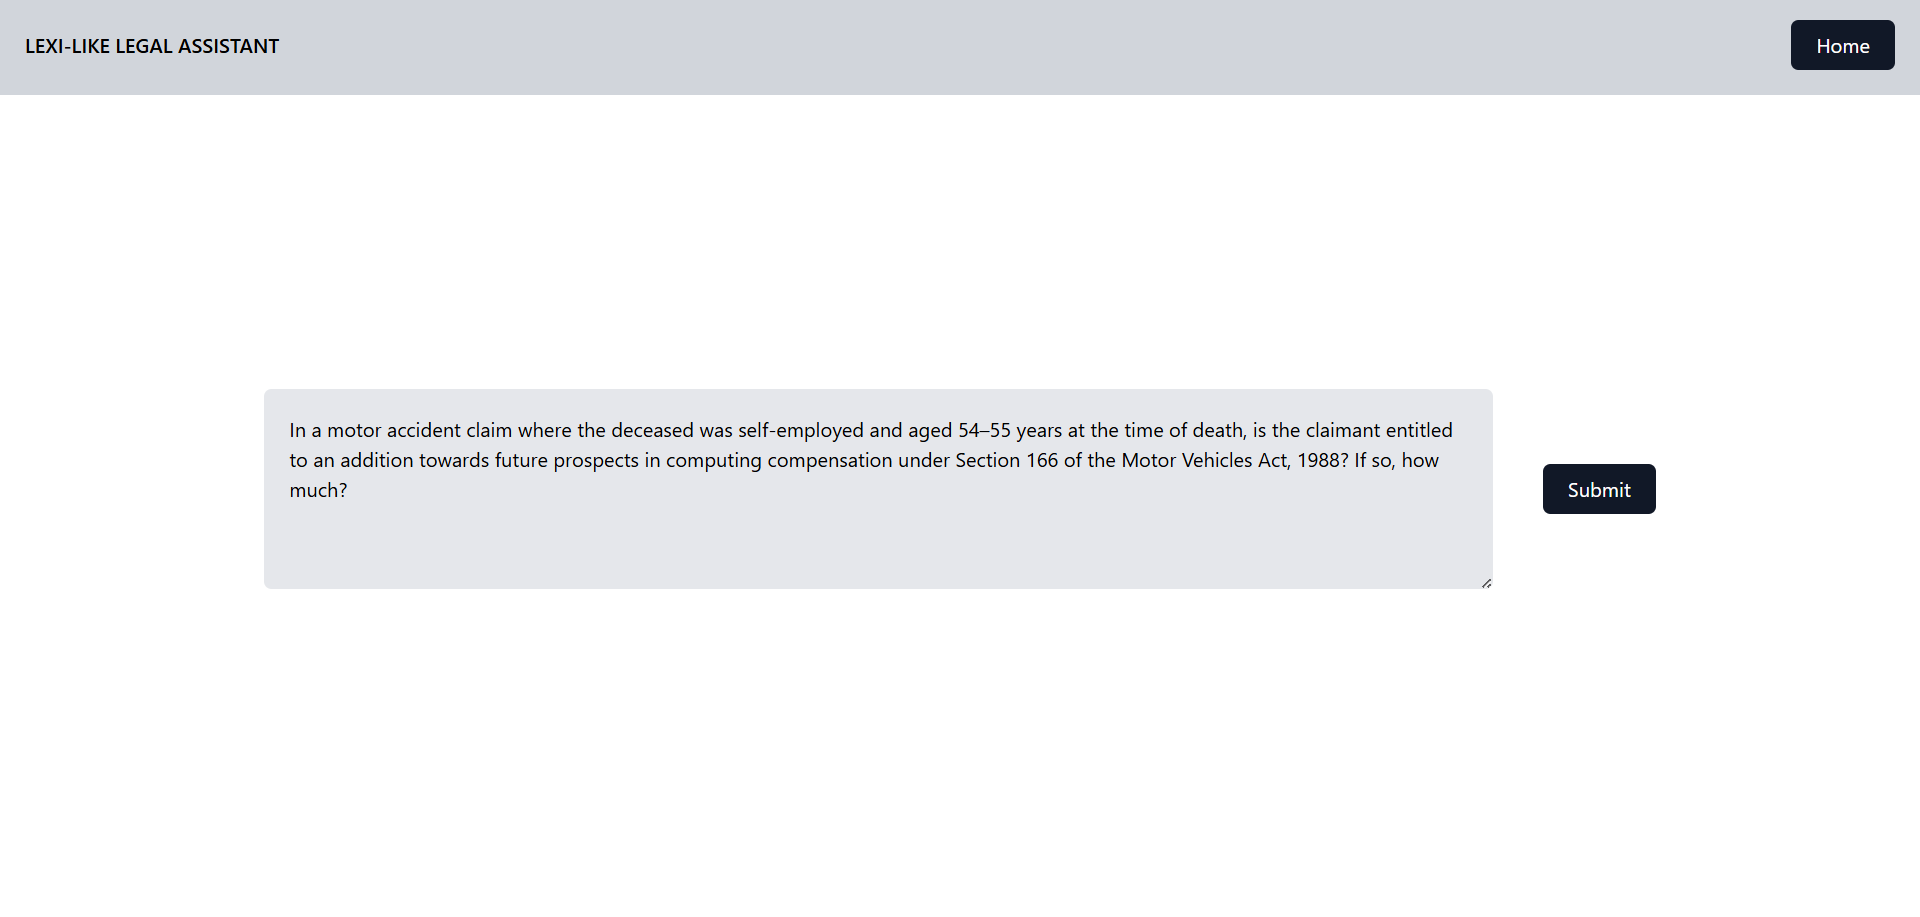 LEXI-LIKE LEGAL ASSISTANT
Home
In a motor accident claim where the deceased was self-employed and aged 54–55 years at the time of death, is the claimant entitled
to an addition towards future prospects in computing compensation under Section 166 of the Motor Vehicles Act, 1988? If so, how
much?
Submit